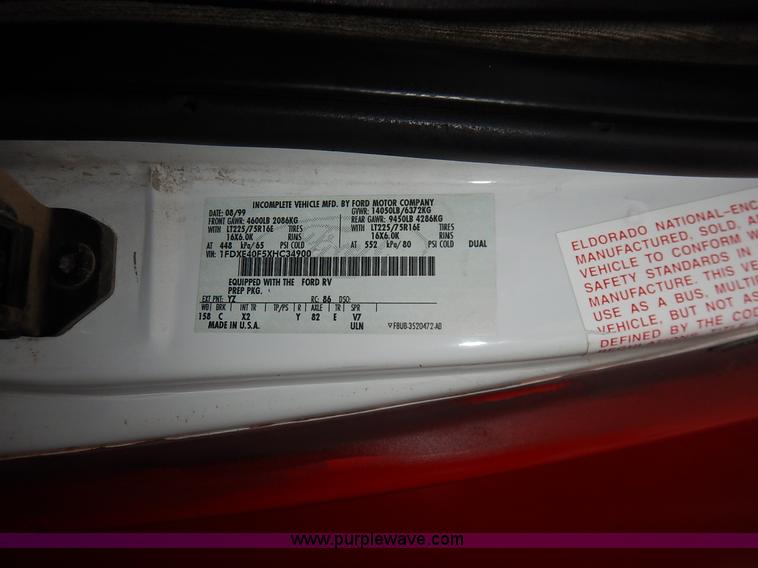 INCOMPLETE VEHICLE MFD. BY FORD MOTOR COMPANY
DATE: 08/99 GVWR: 14050LB/6372KG
FRONT GAWR: 4600LB 2086KG REAR GAWR: 9450LB 4286KG
WITH LT225/75R16E TIRES WITH LT225/75R16E TIRES
16X6.0K RIMS 16X6.0K RIMS
AT 448 kPa/65 PSI COLD AT 552 kPa/80 PSI COLD DUAL
VIN: 1FDXE40F5XHC34900
EQUIPPED WITH THE FORD RV
PREP PKG.
EXT PNT: YZ RC: 86 DSO:
WB BRK INT TR TP/PS R AXLE TR SPR
158 C X2 Y 82 E V7
MADE IN U.S.A. ULN F8UB-3520472-AD
ELDORADO NATIONAL-ENC
MANUFACTURED, SOLD, AND
VEHICLE TO CONFORM W
SAFETY STANDARDS IN
MANUFACTURE. THIS VE
USE AS A BUS, MULTI
VEHICLE, BUT NOT AS
DEFINED BY THE COD
www.purplewave.com